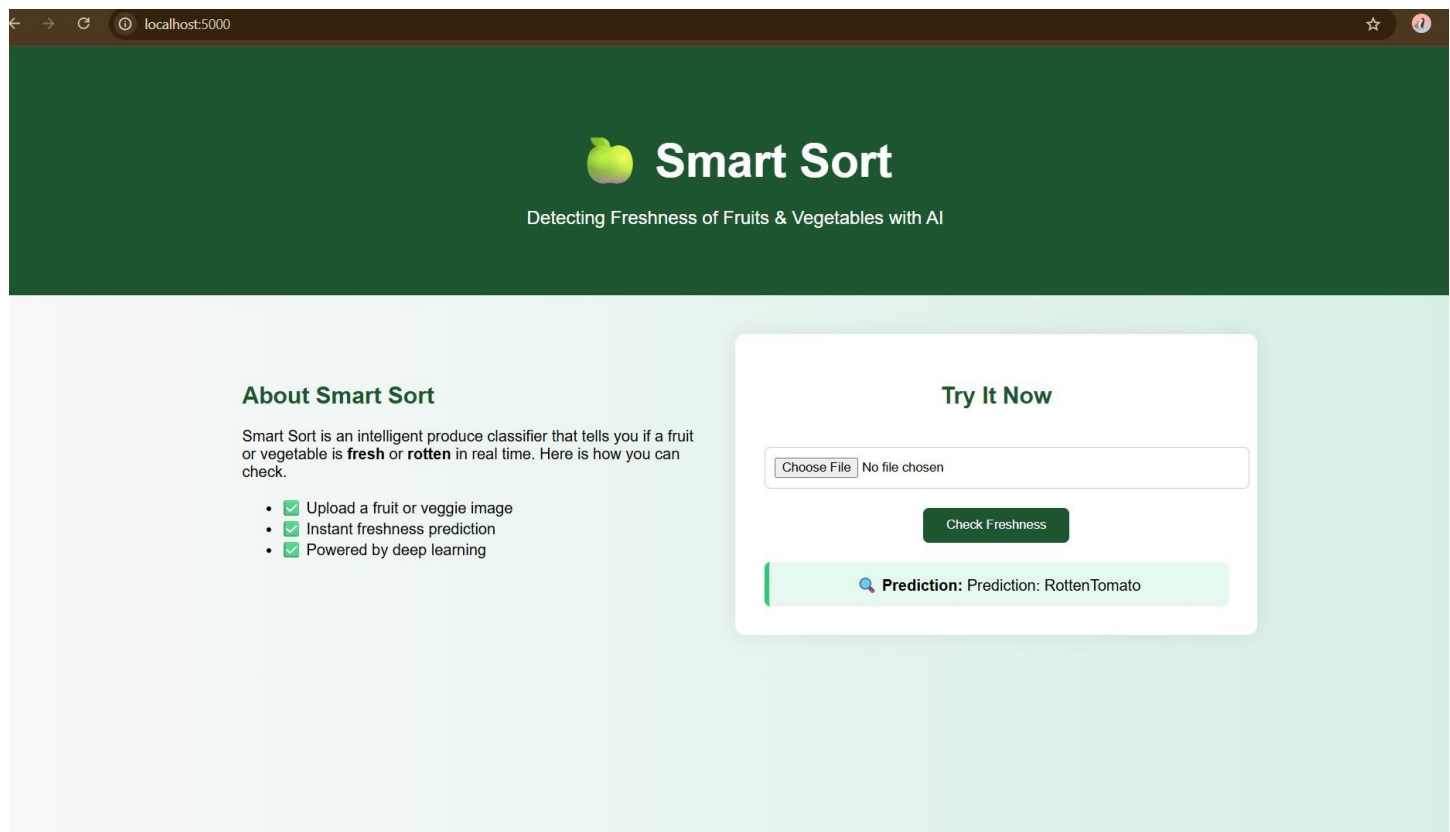 localhost:5000
Smart Sort
Detecting Freshness of Fruits & Vegetables with AI
About Smart Sort
Smart Sort is an intelligent produce classifier that tells you if a fruit
or vegetable is fresh or rotten in real time. Here is how you can
check.
Upload a fruit or veggie image
Instant freshness prediction
Powered by deep learning
Try It Now
Choose File No file chosen
Check Freshness
Prediction: Prediction: RottenTomato